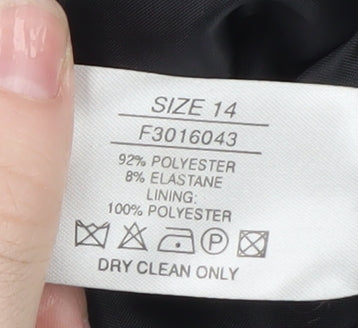 SIZE 14
F3016043
92% POLYESTER
8% ELASTANE
LINING:
100% POLYESTER
P
DRY CLEAN ONLY